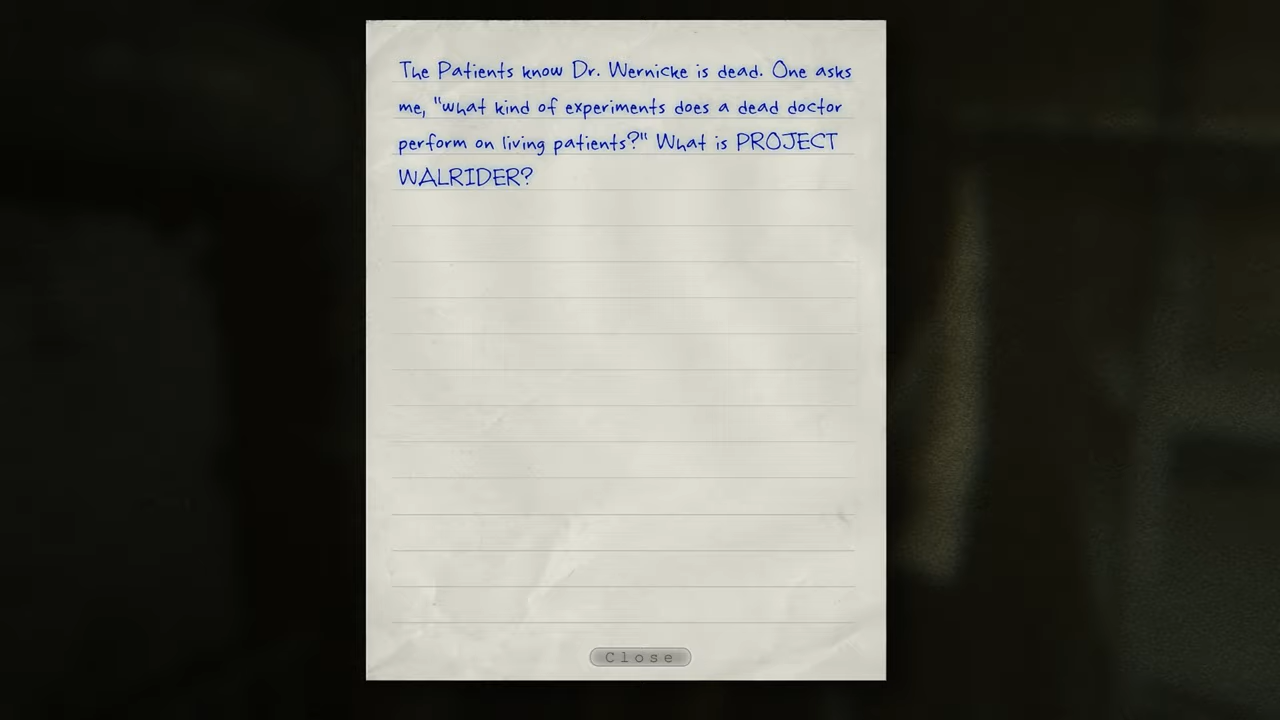 The Patients know Dr. Wernicke is dead. One asks
me, "what kind of experiments does a dead doctor
perform on living patients?" What is PROJECT
WALRIDER?
Close